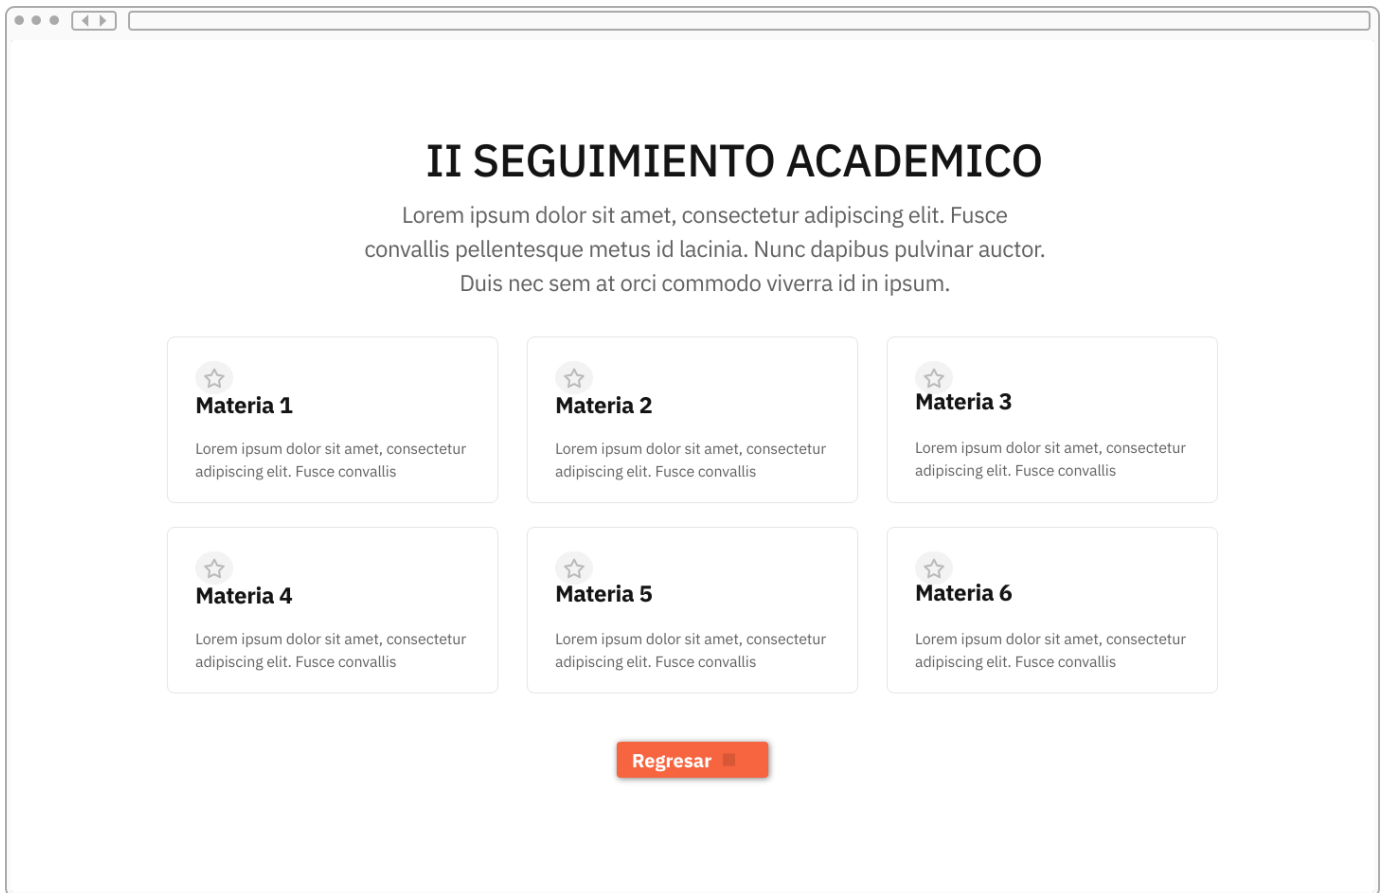 II SEGUIMIENTO ACADEMICO
Lorem ipsum dolor sit amet, consectetur adipiscing elit. Fusce
convallis pellentesque metus id lacinia. Nunc dapibus pulvinar auctor.
Duis nec sem at orci commodo viverra id in ipsum.
Materia 1
Lorem ipsum dolor sit amet, consectetur
adipiscing elit. Fusce convallis
Materia 2
Lorem ipsum dolor sit amet, consectetur
adipiscing elit. Fusce convallis
Materia 3
Lorem ipsum dolor sit amet, consectetur
adipiscing elit. Fusce convallis
Materia 4
Lorem ipsum dolor sit amet, consectetur
adipiscing elit. Fusce convallis
Materia 5
Lorem ipsum dolor sit amet, consectetur
adipiscing elit. Fusce convallis
Materia 6
Lorem ipsum dolor sit amet, consectetur
adipiscing elit. Fusce convallis
Regresar